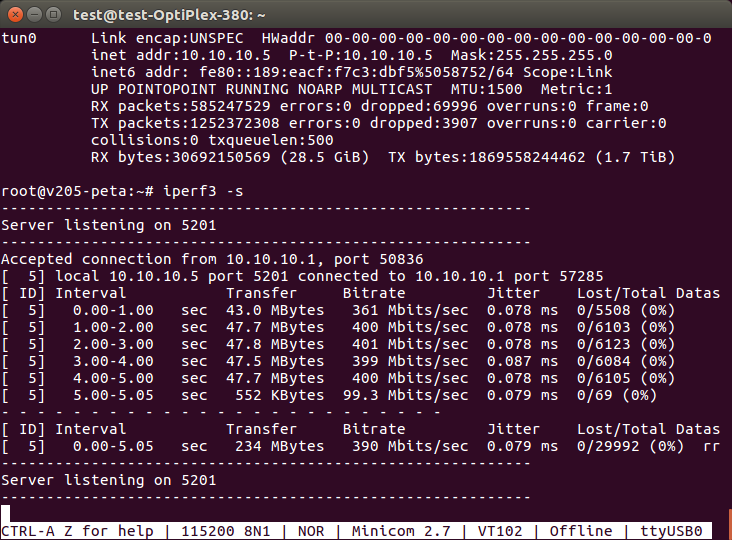 test@test-OptiPlex-380: ~
tun0      Link encap:UNSPEC  HWaddr 00-00-00-00-00-00-00-00-00-00-00-00-00-00-00-0
          inet addr:10.10.10.5  P-t-P:10.10.10.5  Mask:255.255.255.0
          inet6 addr: fe80::189:eacf:f7c3:dbf5%5058752/64 Scope:Link
          UP POINTOPOINT RUNNING NOARP MULTICAST  MTU:1500  Metric:1
          RX packets:585247529 errors:0 dropped:69996 overruns:0 frame:0
          TX packets:1252372308 errors:0 dropped:3907 overruns:0 carrier:0
          collisions:0 txqueuelen:500
          RX bytes:30692150569 (28.5 GiB)  TX bytes:1869558244462 (1.7 TiB)
root@v205-peta:~# iperf3 -s
-----------------------------------------------------------
Server listening on 5201
-----------------------------------------------------------
Accepted connection from 10.10.10.1, port 50836
[  5] local 10.10.10.5 port 5201 connected to 10.10.10.1 port 57285
[ ID] Interval           Transfer     Bitrate         Jitter    Lost/Total Datas
[  5]   0.00-1.00   sec  43.0 MBytes   361 Mbits/sec  0.078 ms  0/5508 (0%)
[  5]   1.00-2.00   sec  47.7 MBytes   400 Mbits/sec  0.078 ms  0/6103 (0%)
[  5]   2.00-3.00   sec  47.8 MBytes   401 Mbits/sec  0.078 ms  0/6123 (0%)
[  5]   3.00-4.00   sec  47.5 MBytes   399 Mbits/sec  0.087 ms  0/6084 (0%)
[  5]   4.00-5.00   sec  47.7 MBytes   400 Mbits/sec  0.078 ms  0/6105 (0%)
[  5]   5.00-5.05   sec   552 KBytes  99.3 Mbits/sec  0.079 ms  0/69 (0%)
- - - - - - - - - - - - - - - - - - - - - - - - -
[ ID] Interval           Transfer     Bitrate         Jitter    Lost/Total Datas
[  5]   0.00-5.05   sec   234 MBytes   390 Mbits/sec  0.079 ms  0/29992 (0%)  rr
-----------------------------------------------------------
Server listening on 5201
-----------------------------------------------------------
CTRL-A Z for help | 115200 8N1 | NOR | Minicom 2.7 | VT102 | Offline | ttyUSB0